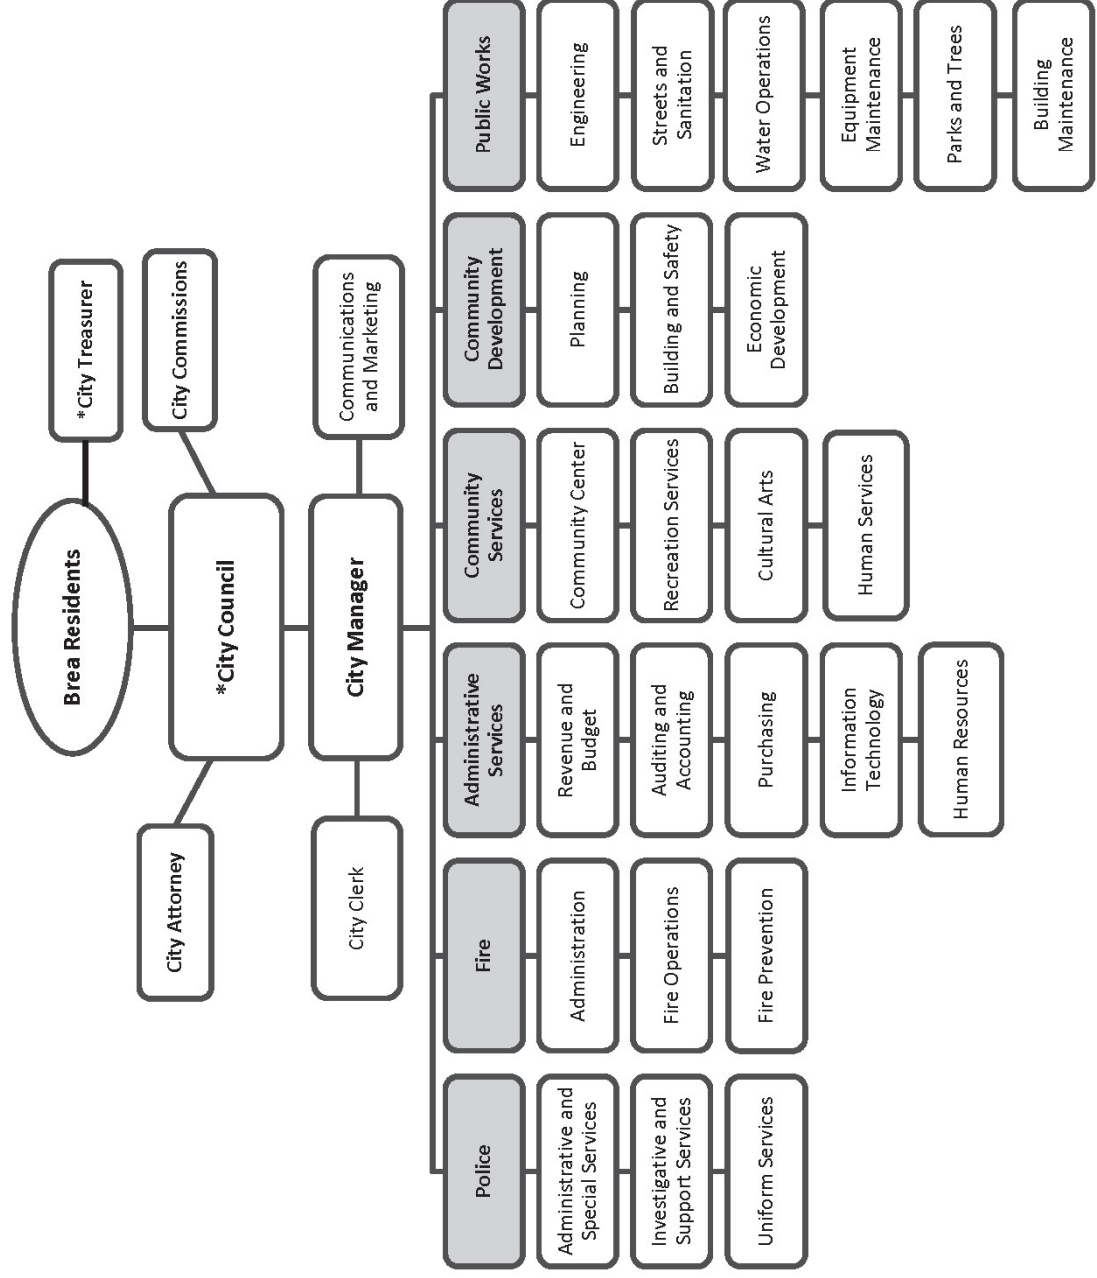 Brea Residents
*City Treasurer
City Attorney
*City Council
City Commissions
City Clerk
City Manager
Communications
and Marketing
Police
Administrative and
Special Services
Investigative and
Support Services
Uniform Services
Fire
Administration
Fire Operations
Fire Prevention
Administrative
Services
Revenue and
Budget
Auditing and
Accounting
Purchasing
Information
Technology
Human Resources
Community
Services
Community Center
Recreation Services
Cultural Arts
Human Services
Community
Development
Planning
Building and Safety
Economic
Development
Public Works
Engineering
Streets and
Sanitation
Water Operations
Equipment
Maintenance
Parks and Trees
Building
Maintenance